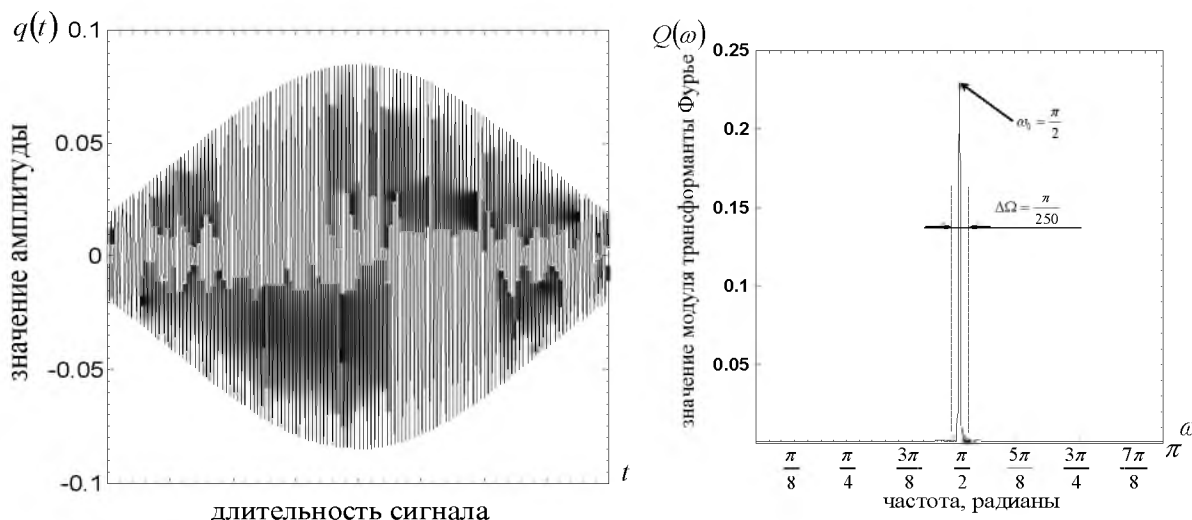 q(t)
значение амплитуды
0.1
0.05
0
-0.05
-0.1
t
длительность сигнала
Q(ω)
значение модуля трансформанты Фурье
0.25
0.2
0.15
0.1
0.05
ω₀ = π/2
ΔΩ = π/250
π/8 π/4 3π/8 π/2 5π/8 3π/4 7π/8 π
ω
частота, радианы